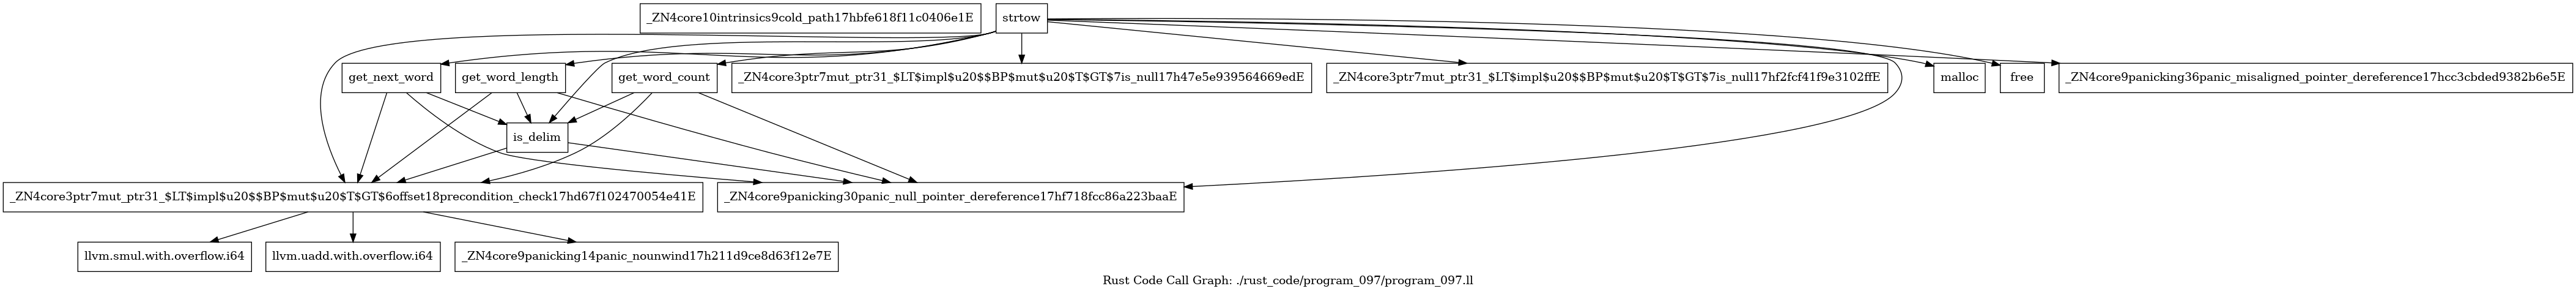 _ZN4core10intrinsics9cold_path17hbfe618f11c0406e1E
strtow
get_next_word
get_word_length
get_word_count
_ZN4core3ptr7mut_ptr31_$LT$impl$u20$$BP$mut$u20$T$GT$7is_null17h47e5e939564669edE
_ZN4core3ptr7mut_ptr31_$LT$impl$u20$$BP$mut$u20$T$GT$7is_null17hf2fcf41f9e3102ffE
malloc
free
_ZN4core9panicking36panic_misaligned_pointer_dereference17hcc3cbded9382b6e5E
is_delim
_ZN4core3ptr7mut_ptr31_$LT$impl$u20$$BP$mut$u20$T$GT$6offset18precondition_check17hd67f102470054e41E
_ZN4core9panicking30panic_null_pointer_dereference17hf718fcc86a223baaE
llvm.smul.with.overflow.i64
llvm.uadd.with.overflow.i64
_ZN4core9panicking14panic_nounwind17h211d9ce8d63f12e7E
Rust Code Call Graph: ./rust_code/program_097/program_097.ll